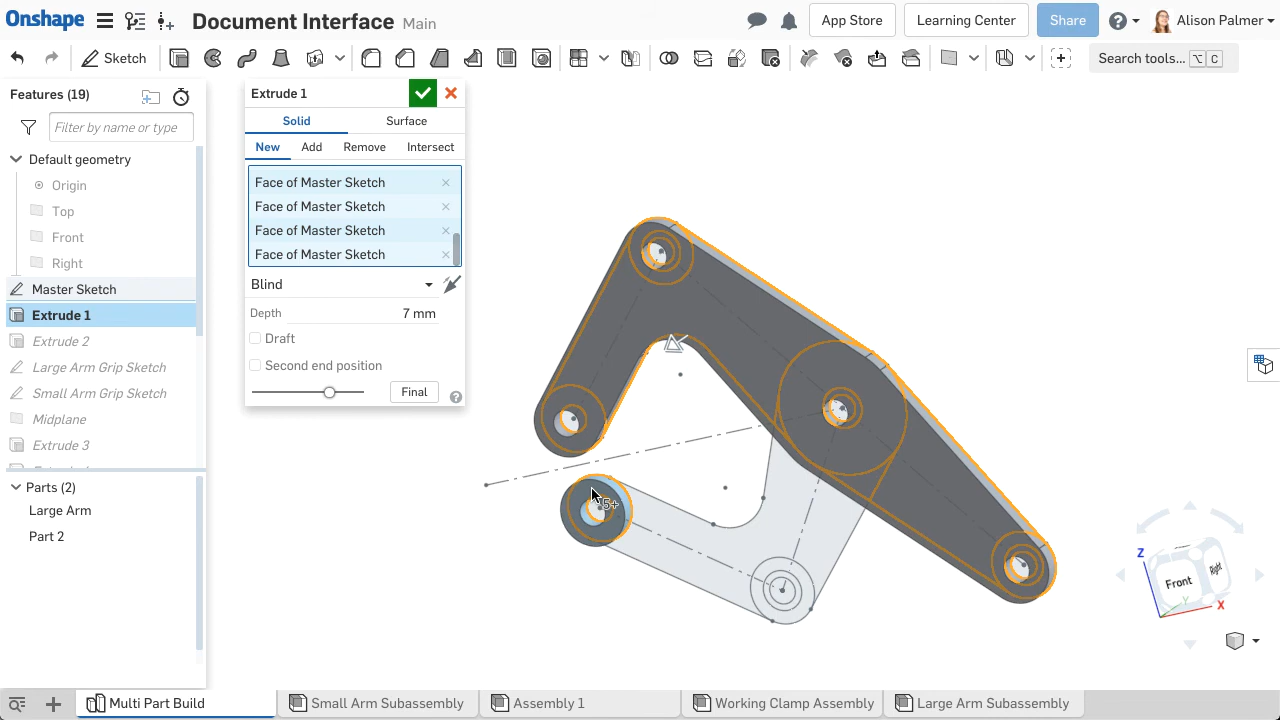 Onshape
Document Interface Main
App Store
Learning Center
Share
Alison Palmer
Sketch
Search tools... ⌥ C
Features (19)
Filter by name or type
Default geometry
Origin
Top
Front
Right
Master Sketch
Extrude 1
Extrude 2
Large Arm Grip Sketch
Small Arm Grip Sketch
Midplane
Extrude 3
Parts (2)
Large Arm
Part 2
Extrude 1
Solid
Surface
New
Add
Remove
Intersect
Face of Master Sketch
Face of Master Sketch
Face of Master Sketch
Face of Master Sketch
Blind
Depth
7 mm
Draft
Second end position
Final
5+
Z
Front
Right
Y
X
Multi Part Build
Small Arm Subassembly
Assembly 1
Working Clamp Assembly
Large Arm Subassembly